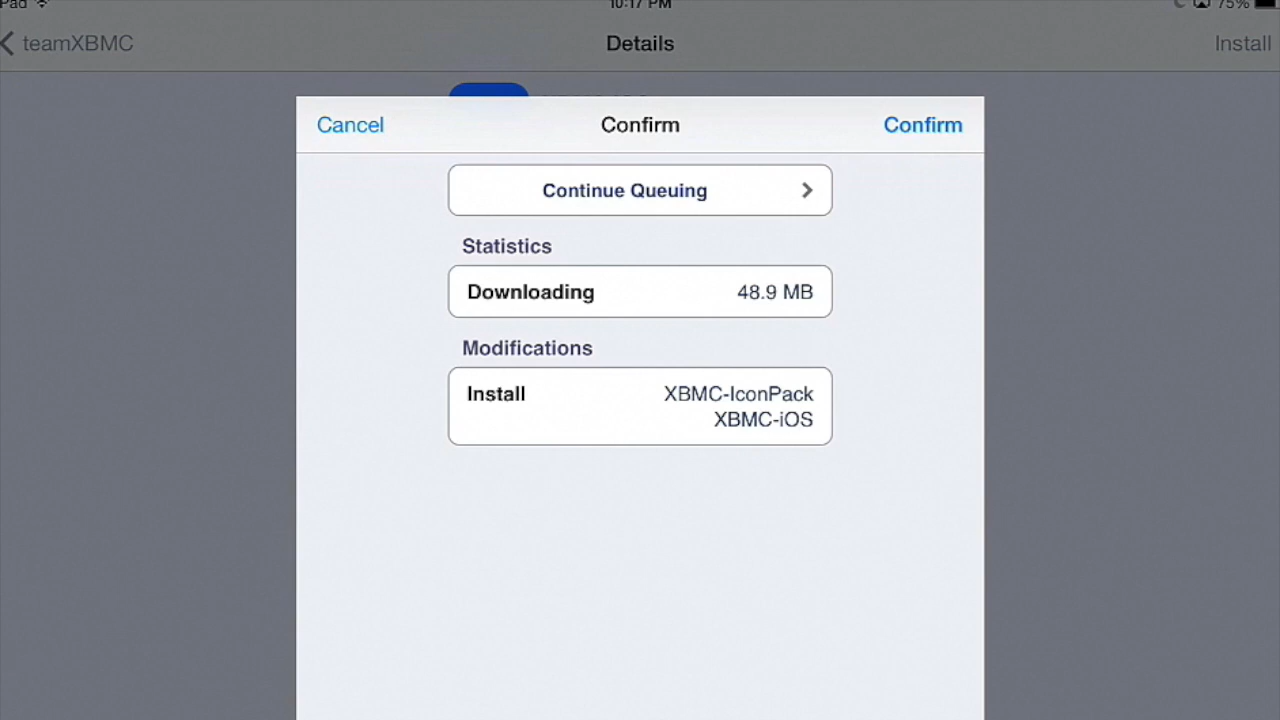 Pad 10:17 PM 75%
teamXBMC Details Install
Cancel Confirm Confirm
Continue Queuing
Statistics
Downloading 48.9 MB
Modifications
Install XBMC-IconPack
XBMC-iOS